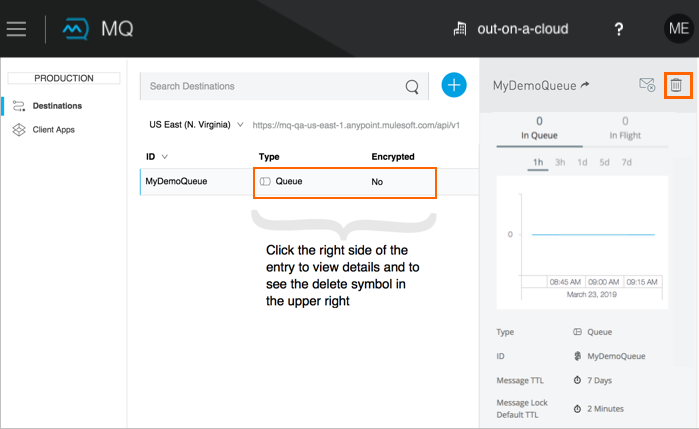 MQ
out-on-a-cloud
?
ME
PRODUCTION
Destinations
Client Apps
Search Destinations
US East (N. Virginia)
https://mq-qa-us-east-1.anypoint.mulesoft.com/api/v1
ID Type Encrypted
MyDemoQueue Queue No
Click the right side of the
entry to view details and to
see the delete symbol in
the upper right
MyDemoQueue
0 0
In Queue In Flight
1h 3h 1d 5d 7d
0
08:45 AM 09:00 AM 09:15 AM
March 23, 2019
Type Queue
ID MyDemoQueue
Message TTL 7 Days
Message Lock
Default TTL 2 Minutes